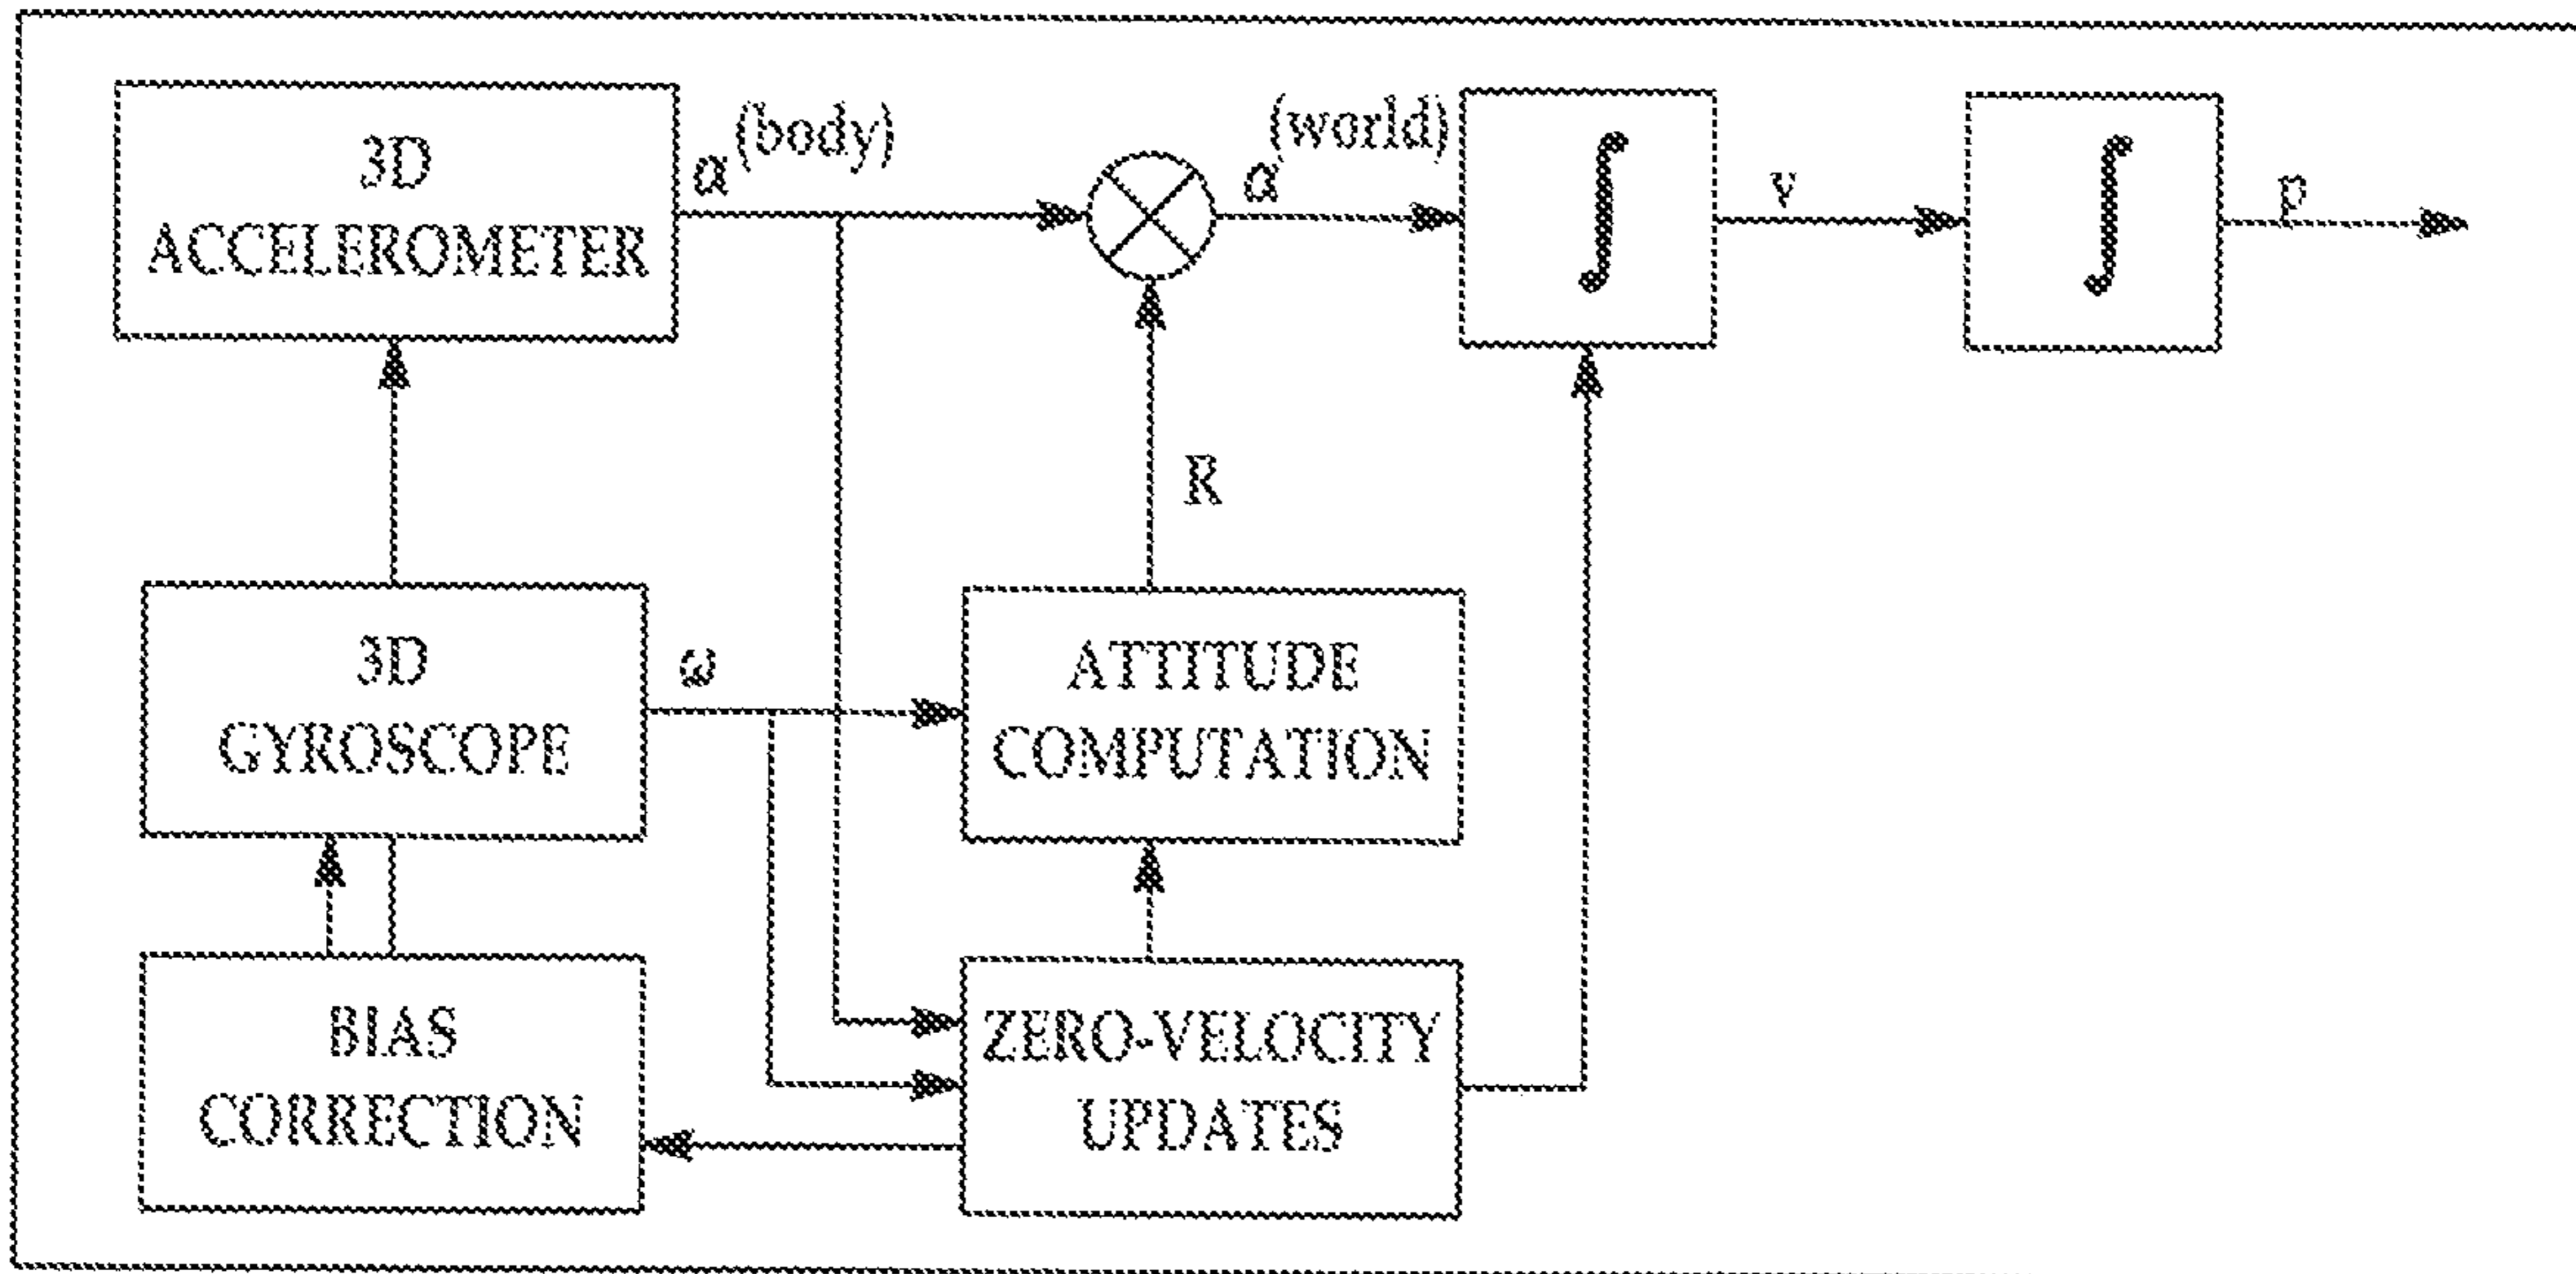 3D
ACCELEROMETER
α(body)
α(world)
∫
v
∫
p
R
3D
GYROSCOPE
ω
ATTITUDE
COMPUTATION
BIAS
CORRECTION
ZERO-VELOCITY
UPDATES